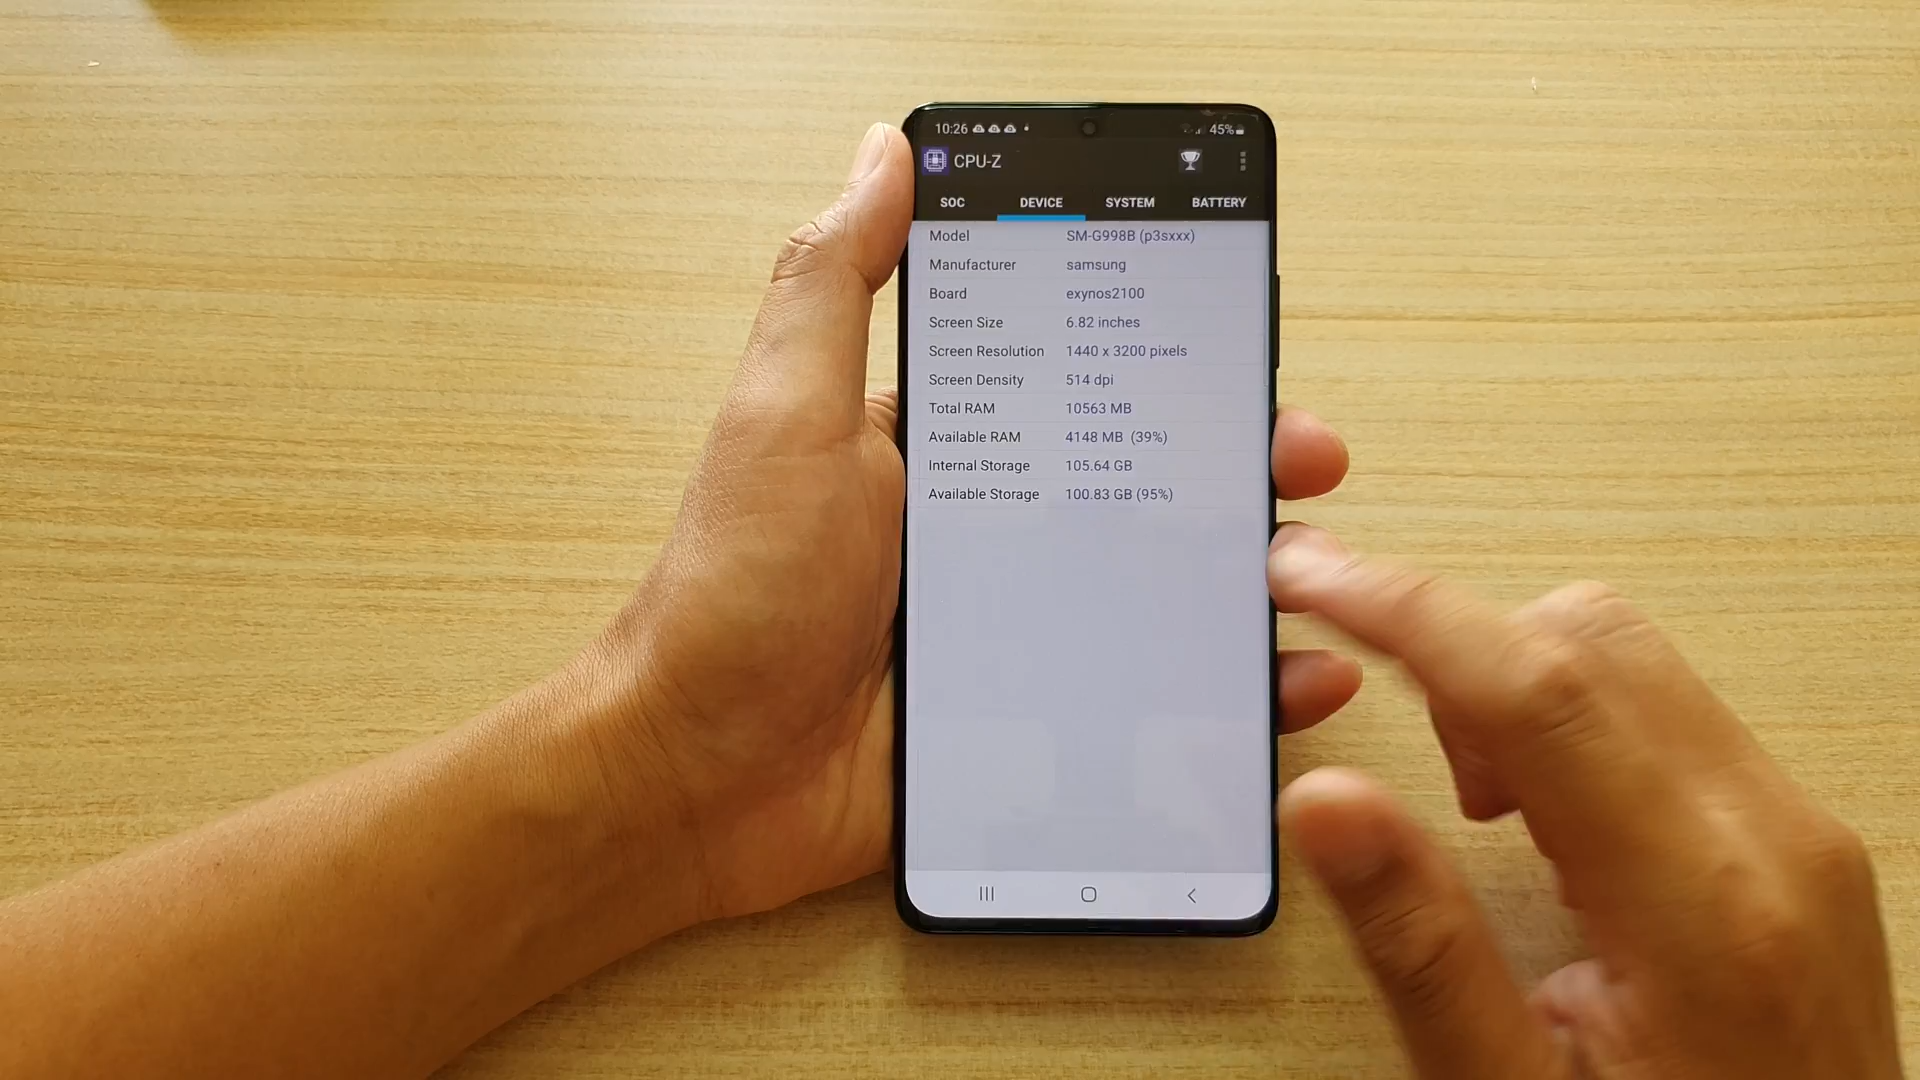 10:26 45%
CPU-Z
SOC DEVICE SYSTEM BATTERY
Model SM-G998B (p3sxxx)
Manufacturer samsung
Board exynos2100
Screen Size 6.82 inches
Screen Resolution 1440 x 3200 pixels
Screen Density 514 dpi
Total RAM 10563 MB
Available RAM 4148 MB (39%)
Internal Storage 105.64 GB
Available Storage 100.83 GB (95%)